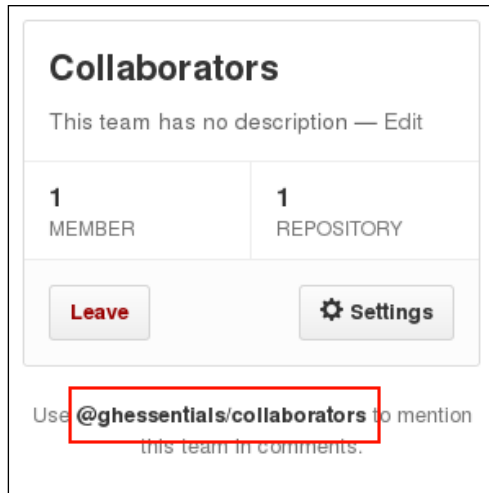 Collaborators
This team has no description — Edit
1 1
MEMBER REPOSITORY
Leave Settings
Use @ghessentials/collaborators to mention
this team in comments.